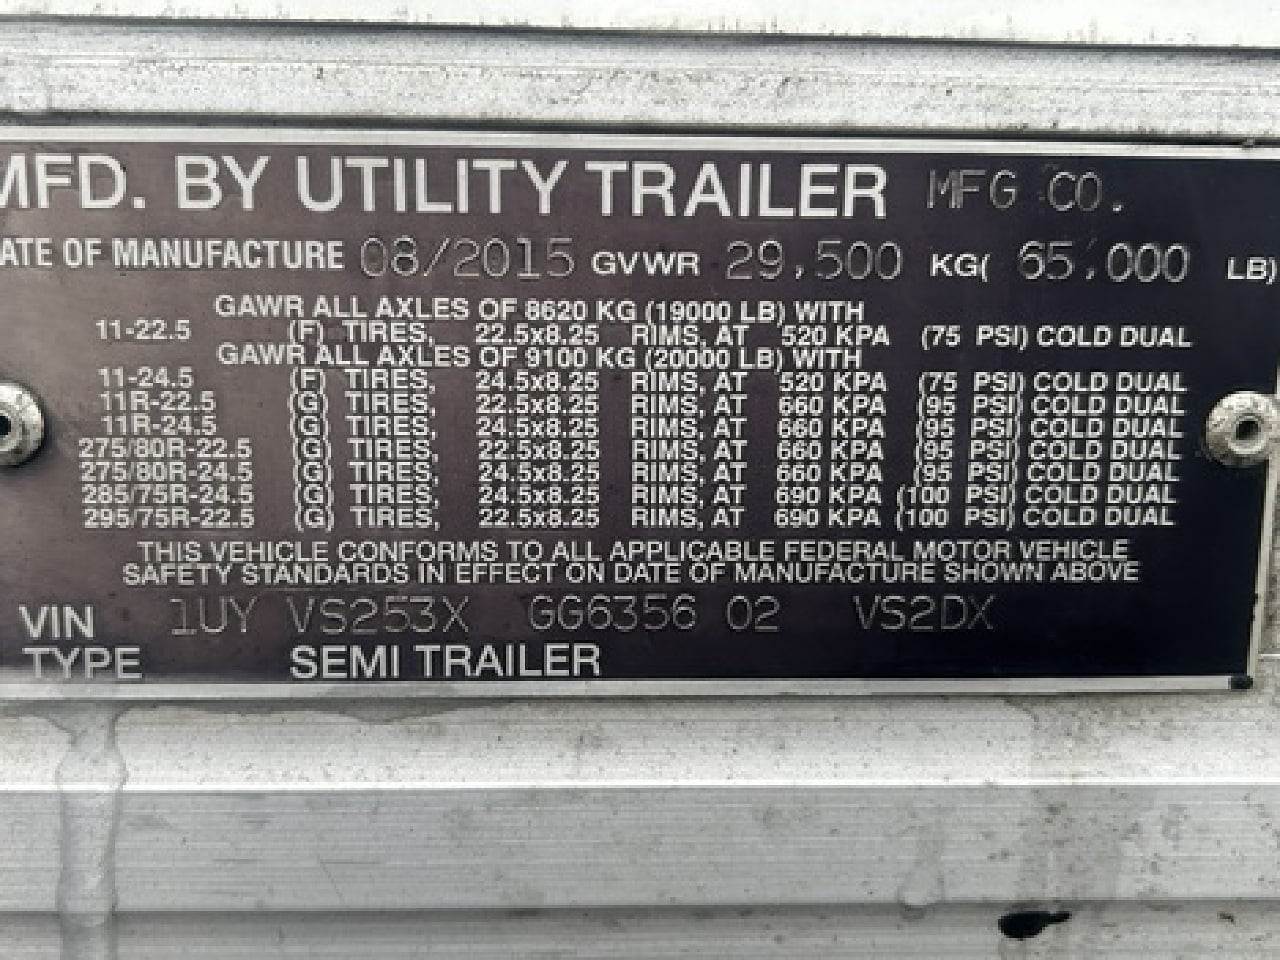 MFD. BY UTILITY TRAILER MFG CO.
ATE OF MANUFACTURE 08/2015 GVWR 29,500 KG( 65,000 LB)
GAWR ALL AXLES OF 8620 KG (19000 LB) WITH
11-22.5 (F) TIRES, 22.5x8.25 RIMS, AT 520 KPA (75 PSI) COLD DUAL
GAWR ALL AXLES OF 9100 KG (20000 LB) WITH
11-24.5 (F) TIRES, 24.5x8.25 RIMS, AT 520 KPA (75 PSI) COLD DUAL
11R-22.5 (G) TIRES, 22.5x8.25 RIMS, AT 660 KPA (95 PSI) COLD DUAL
11R-24.5 (G) TIRES, 24.5x8.25 RIMS, AT 660 KPA (95 PSI) COLD DUAL
275/80R-22.5 (G) TIRES, 22.5x8.25 RIMS, AT 660 KPA (95 PSI) COLD DUAL
275/80R-24.5 (G) TIRES, 24.5x8.25 RIMS, AT 660 KPA (95 PSI) COLD DUAL
285/75R-24.5 (G) TIRES, 24.5x8.25 RIMS, AT 690 KPA (100 PSI) COLD DUAL
295/75R-22.5 (G) TIRES, 22.5x8.25 RIMS, AT 690 KPA (100 PSI) COLD DUAL
THIS VEHICLE CONFORMS TO ALL APPLICABLE FEDERAL MOTOR VEHICLE
SAFETY STANDARDS IN EFFECT ON DATE OF MANUFACTURE SHOWN ABOVE
VIN 1UY VS253X GG6356 02 VS2DX
TYPE SEMI TRAILER